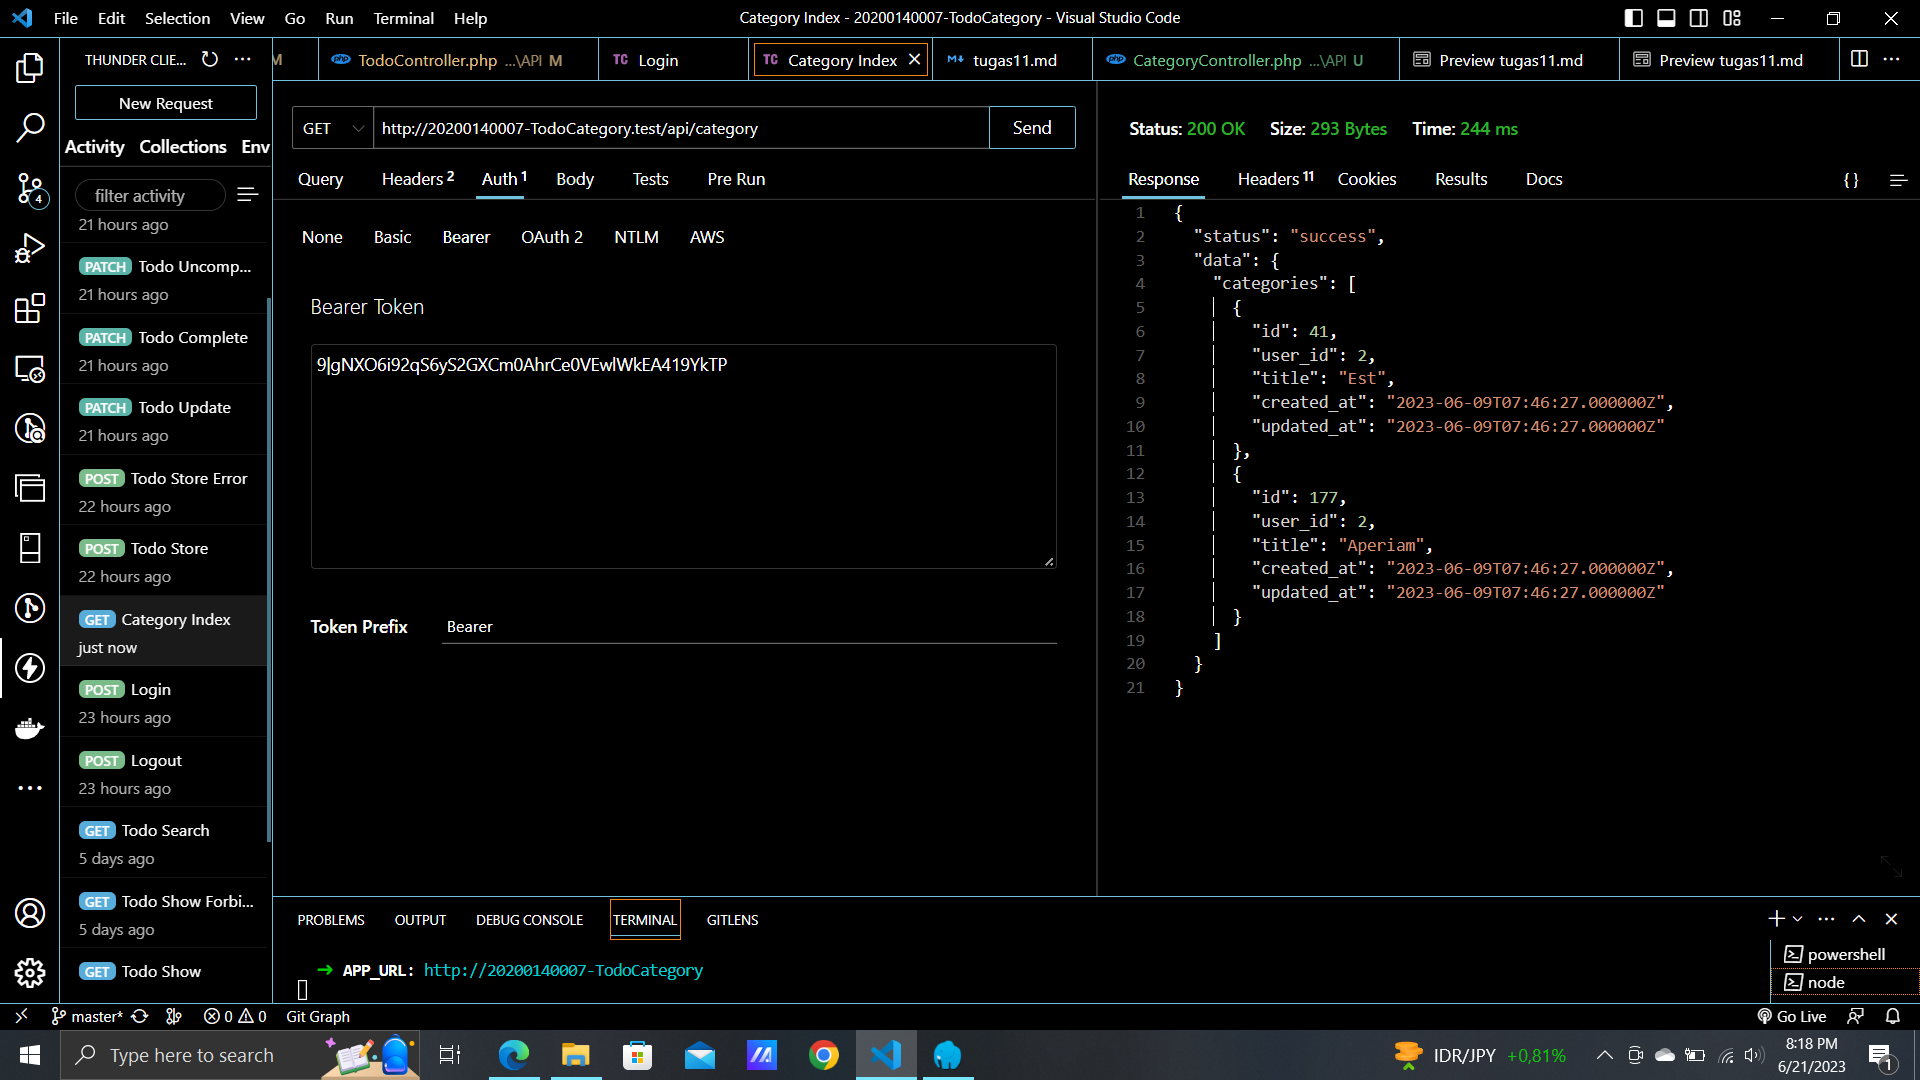 File Edit Selection View Go Run Terminal Help
Category Index - 20200140007-TodoCategory - Visual Studio Code
THUNDER CLIE...
M
TodoController.php ...\API M
TC Login
TC Category Index
tugas11.md
CategoryController.php ...\API U
Preview tugas11.md
Preview tugas11.md
New Request
Activity Collections Env
filter activity
21 hours ago
PATCH Todo Uncomp...
21 hours ago
PATCH Todo Complete
21 hours ago
PATCH Todo Update
21 hours ago
POST Todo Store Error
22 hours ago
POST Todo Store
22 hours ago
GET Category Index
just now
POST Login
23 hours ago
POST Logout
23 hours ago
GET Todo Search
5 days ago
GET Todo Show Forbi...
5 days ago
GET Todo Show
4
GET http://20200140007-TodoCategory.test/api/category Send
Query Headers 2 Auth 1 Body Tests Pre Run
None Basic Bearer OAuth 2 NTLM AWS
Bearer Token
9|gNXO6i92qS6yS2GXCm0AhrCe0VEwlWkEA419YkTP
Token Prefix Bearer
Status: 200 OK Size: 293 Bytes Time: 244 ms
Response Headers 11 Cookies Results Docs { }
1 {
2 "status": "success",
3 "data": {
4 "categories": [
5 {
6 "id": 41,
7 "user_id": 2,
8 "title": "Est",
9 "created_at": "2023-06-09T07:46:27.000000Z",
10 "updated_at": "2023-06-09T07:46:27.000000Z"
11 },
12 {
13 "id": 177,
14 "user_id": 2,
15 "title": "Aperiam",
16 "created_at": "2023-06-09T07:46:27.000000Z",
17 "updated_at": "2023-06-09T07:46:27.000000Z"
18 }
19 ]
20 }
21 }
PROBLEMS OUTPUT DEBUG CONSOLE TERMINAL GITLENS
➜ APP_URL: http://20200140007-TodoCategory
powershell
node
master* 0 0 Git Graph
Go Live
Type here to search
IDR/JPY +0,81%
8:18 PM
6/21/2023
1